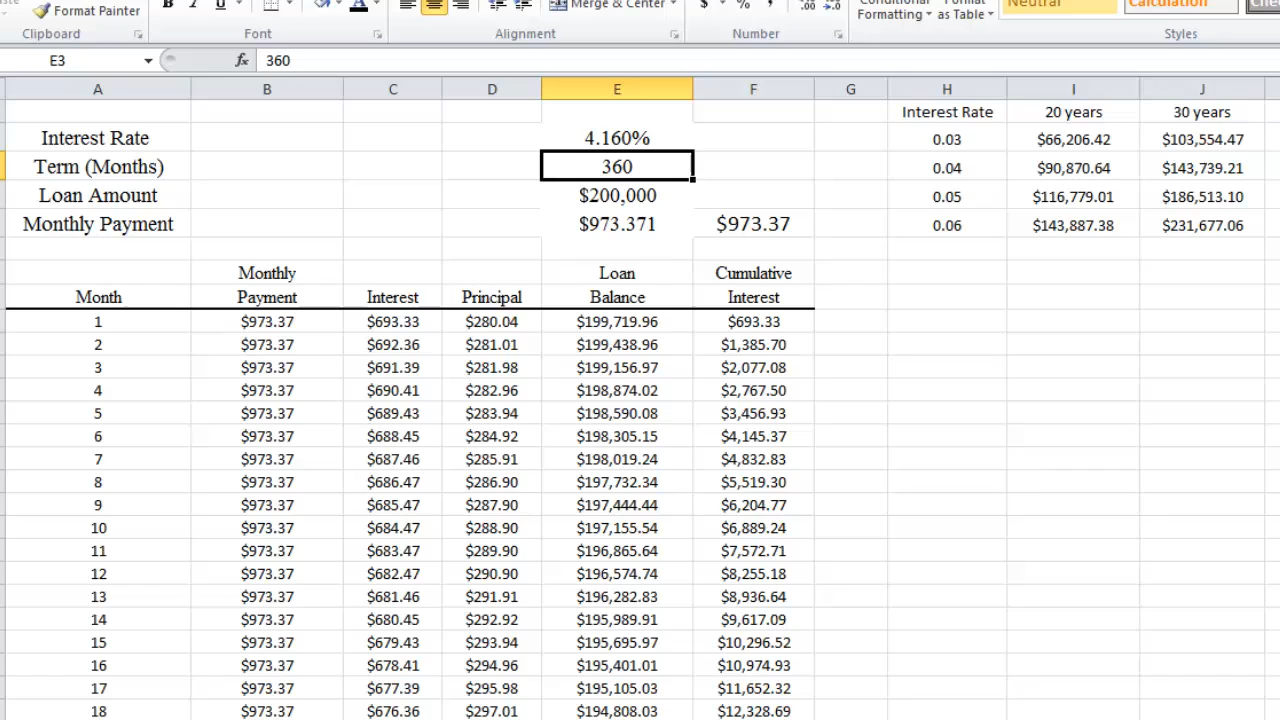 Merge & Center $ % , .00 .0
Format Painter Conditional Format Neutral Calculation
Formatting as Table
Clipboard Font Alignment Number Styles
E3 fx 360
A B C D E F G H I J
Interest Rate 20 years 30 years
Interest Rate 4.160% 0.03 $66,206.42 $103,554.47
Term (Months) 360 0.04 $90,870.64 $143,739.21
Loan Amount $200,000 0.05 $116,779.01 $186,513.10
Monthly Payment $973.371 $973.37 0.06 $143,887.38 $231,677.06
Monthly Loan Cumulative
Month Payment Interest Principal Balance Interest
1 $973.37 $693.33 $280.04 $199,719.96 $693.33
2 $973.37 $692.36 $281.01 $199,438.96 $1,385.70
3 $973.37 $691.39 $281.98 $199,156.97 $2,077.08
4 $973.37 $690.41 $282.96 $198,874.02 $2,767.50
5 $973.37 $689.43 $283.94 $198,590.08 $3,456.93
6 $973.37 $688.45 $284.92 $198,305.15 $4,145.37
7 $973.37 $687.46 $285.91 $198,019.24 $4,832.83
8 $973.37 $686.47 $286.90 $197,732.34 $5,519.30
9 $973.37 $685.47 $287.90 $197,444.44 $6,204.77
10 $973.37 $684.47 $288.90 $197,155.54 $6,889.24
11 $973.37 $683.47 $289.90 $196,865.64 $7,572.71
12 $973.37 $682.47 $290.90 $196,574.74 $8,255.18
13 $973.37 $681.46 $291.91 $196,282.83 $8,936.64
14 $973.37 $680.45 $292.92 $195,989.91 $9,617.09
15 $973.37 $679.43 $293.94 $195,695.97 $10,296.52
16 $973.37 $678.41 $294.96 $195,401.01 $10,974.93
17 $973.37 $677.39 $295.98 $195,105.03 $11,652.32
18 $973.37 $676.36 $297.01 $194,808.03 $12,328.69